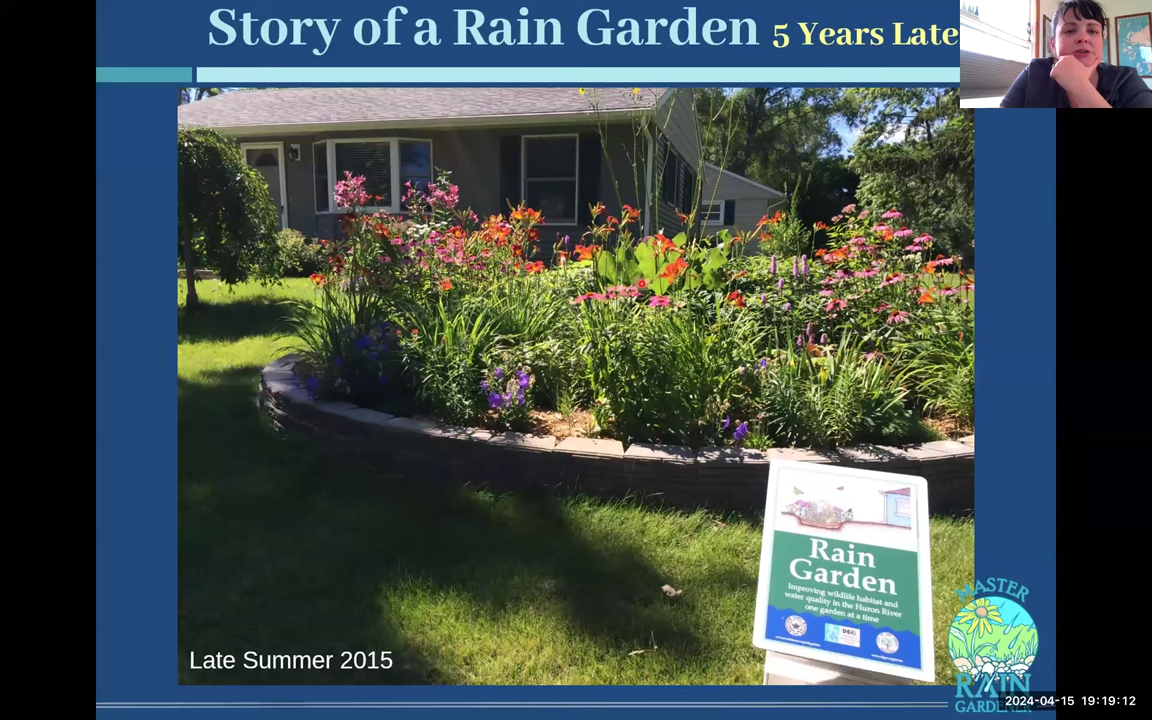 Story of a Rain Garden 5 Years Late
Rain
Garden
Improving wildlife habitat and
water quality in the Huron River
one garden at a time
Late Summer 2015
MASTER
RAIN
GARDENER
2024-04-15 19:19:12